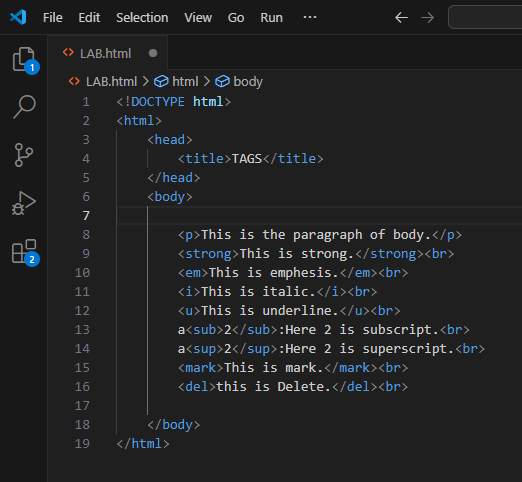 File Edit Selection View Go Run ···
LAB.html
LAB.html > html > body
1
2
1 <!DOCTYPE html>
2 <html>
3 <head>
4 <title>TAGS</title>
5 </head>
6 <body>
7
8 <p>This is the paragraph of body.</p>
9 <strong>This is strong.</strong><br>
10 <em>This is emphesis.</em><br>
11 <i>This is italic.</i><br>
12 <u>This is underline.</u><br>
13 a<sub>2</sub>:Here 2 is subscript.<br>
14 a<sup>2</sup>:Here 2 is superscript.<br>
15 <mark>This is mark.</mark><br>
16 <del>this is Delete.</del><br>
17
18 </body>
19 </html>